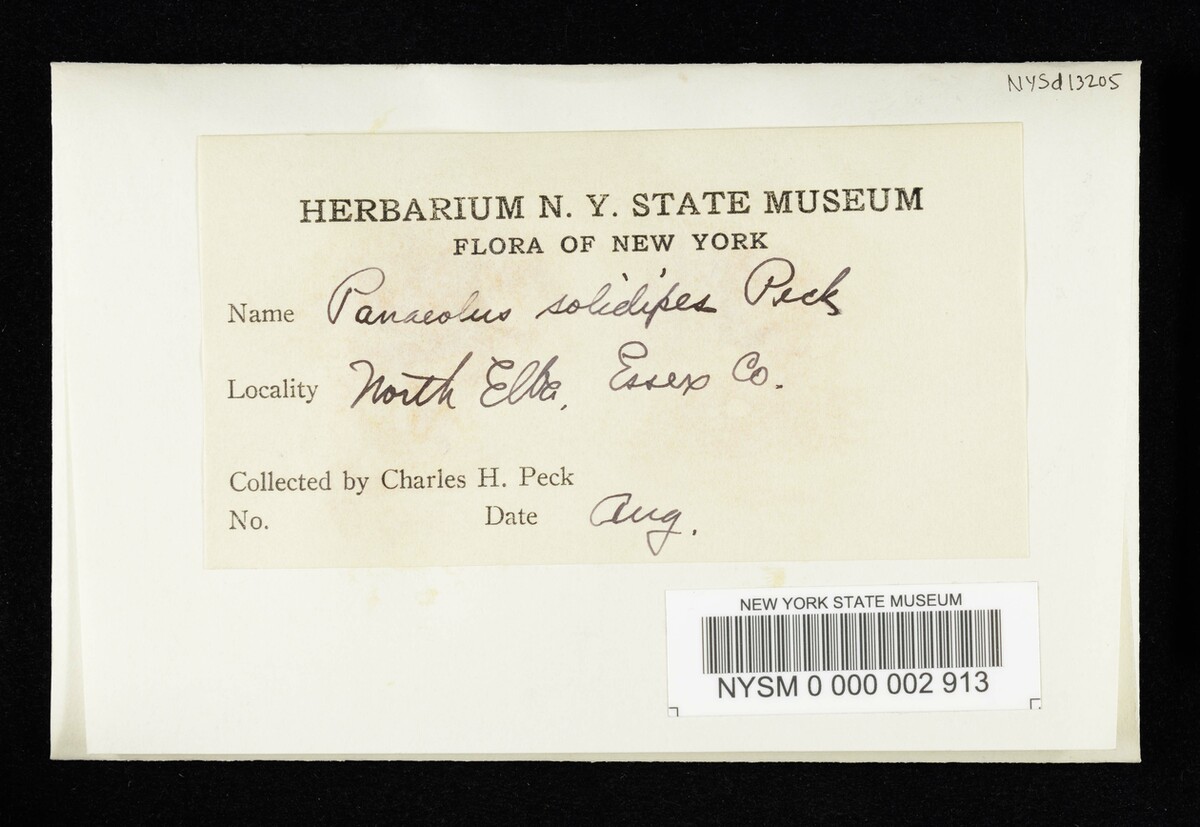 NYSd13205
HERBARIUM N. Y. STATE MUSEUM
FLORA OF NEW YORK
Name Panaeolus solidipes Peck
Locality North Elba, Essex Co.
Collected by Charles H. Peck
No. Date Aug.
NEW YORK STATE MUSEUM
NYSM 0 000 002 913